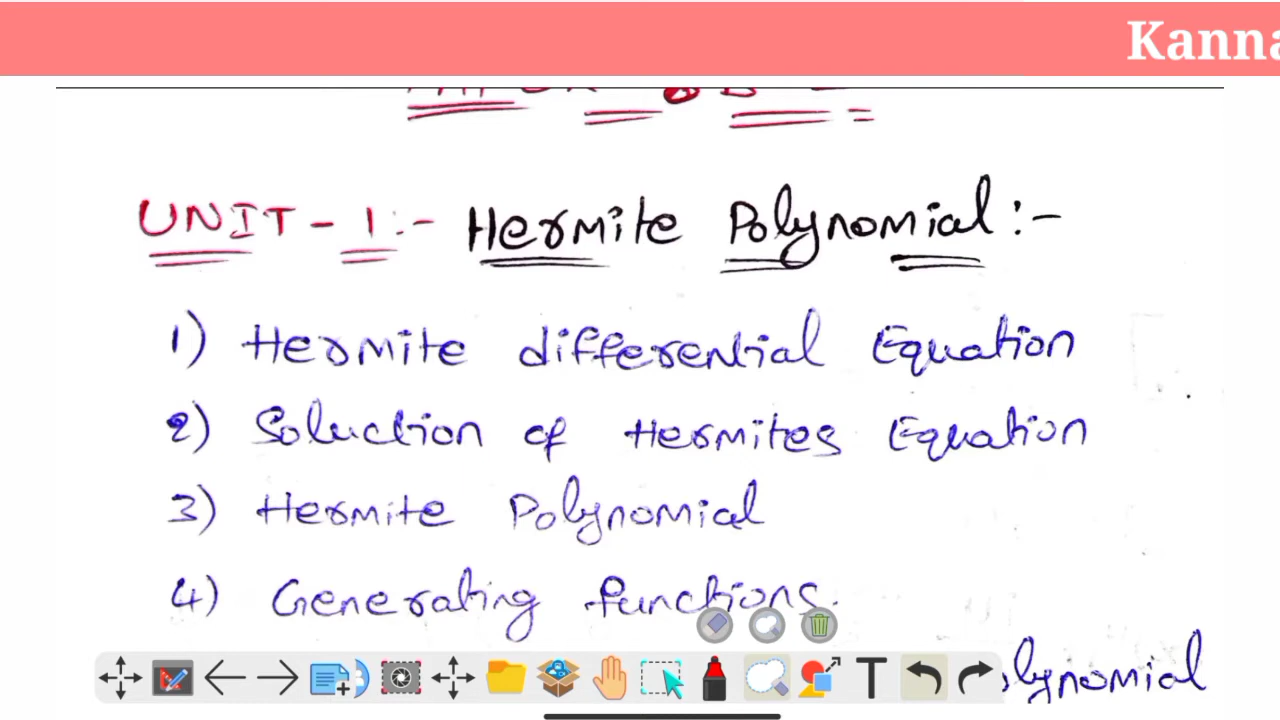 Kanna
UNIT - 1:- Hermite Polynomial :-
1) Hermite differential Equation
2) Soluction of Hermites Equation
3) Hermite Polynomial
4) Generating functions.
olynomial